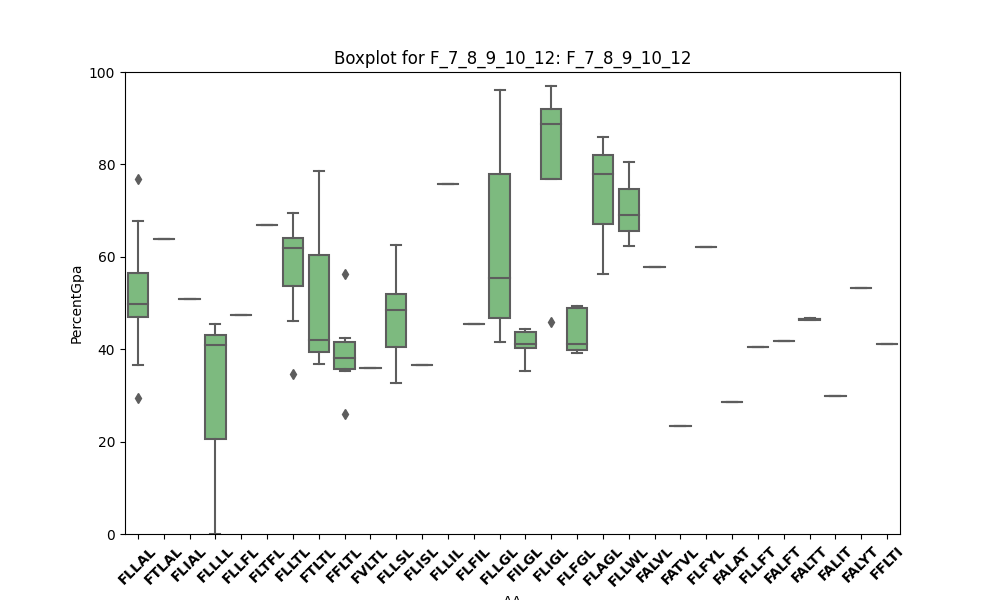 Boxplot for F_7_8_9_10_12: F_7_8_9_10_12
100
80
60
40
20
0
PercentGpa
FLLAL FTLAL FLIAL FLLLL FLLFL FLTFL FLLTL FTLTL FFLTL FVLTL FLLSL FLISL FLLIL FLFIL FLLGL FILGL FLIGL FLFGL FLAGL FLLWL FALVL FATVL FLFYL FALAT FLLFT FALFT FALTT FALIT FALYT FFLTI
AA